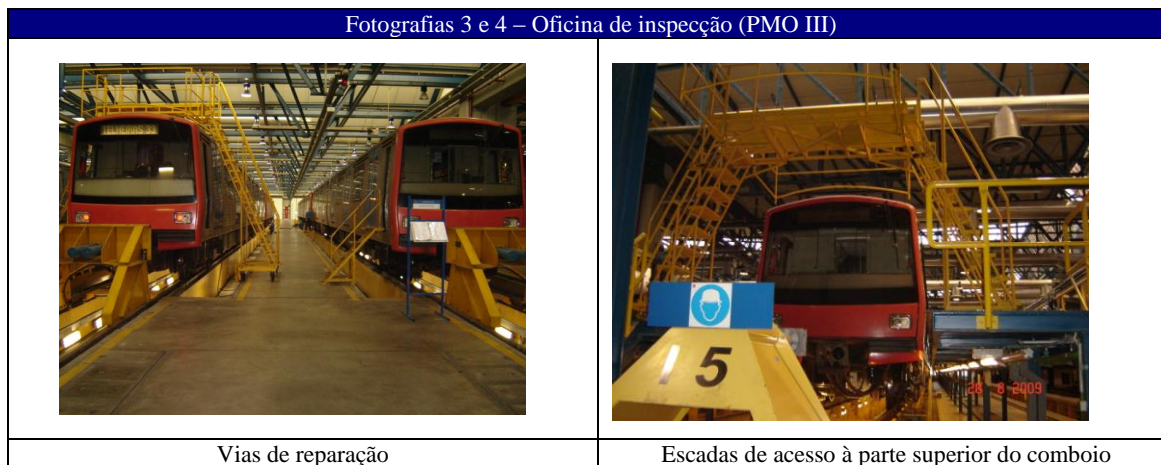 Fotografias 3 e 4 – Oficina de inspecção (PMO III)
TELHEIRAS
5
28 8 2009
Vias de reparação
Escadas de acesso à parte superior do comboio